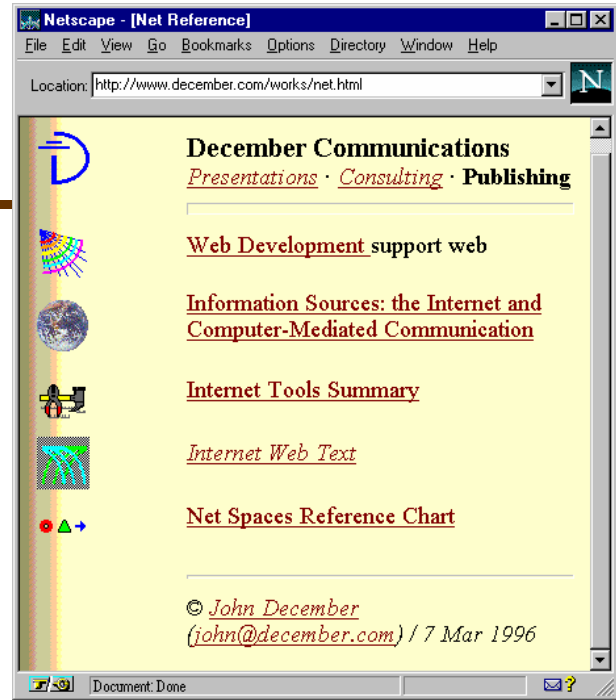 Netscape - [Net Reference]
File Edit View Go Bookmarks Options Directory Window Help
Location: http://www.december.com/works/net.html
N
December Communications
Presentations · Consulting · Publishing
Web Development support web
Information Sources: the Internet and
Computer-Mediated Communication
Internet Tools Summary
Internet Web Text
Net Spaces Reference Chart
© John December
(john@december.com) / 7 Mar 1996
Document: Done
?